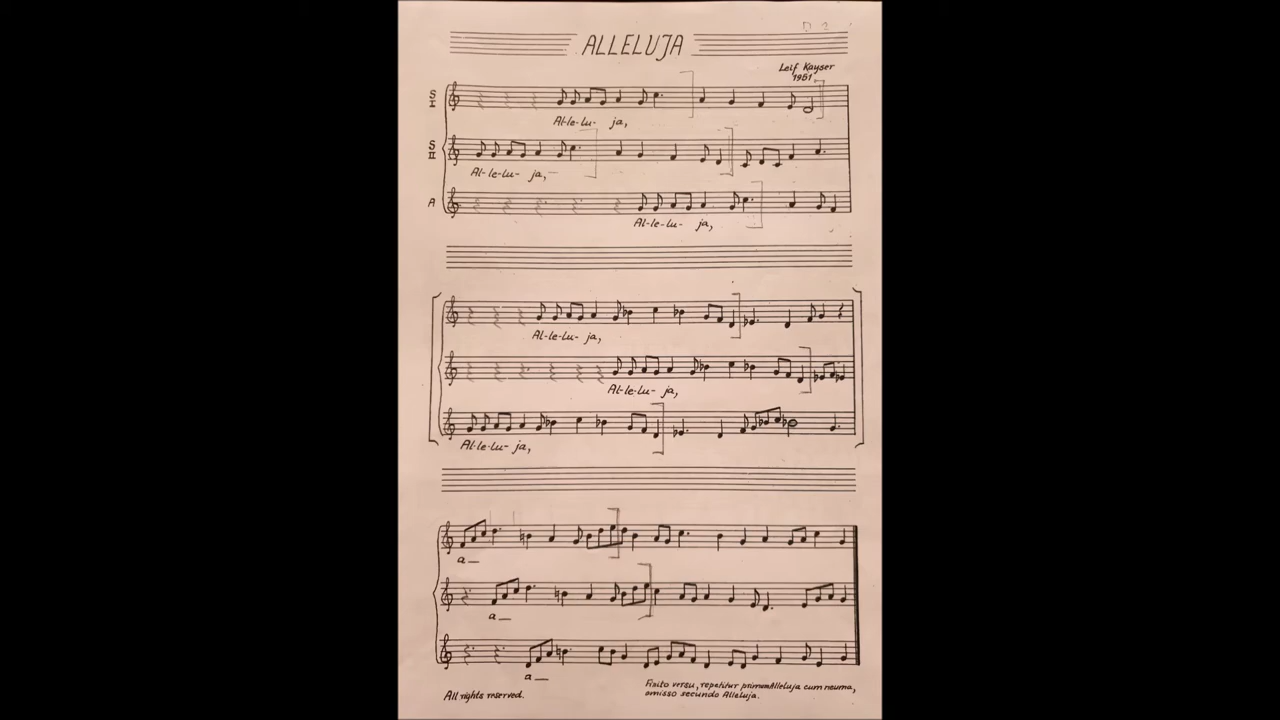 ALLELUJA
Leif Kayser
1951
S
I
Al-le-lu- ja,
S
II
Al-le-lu- ja,
A
Al-le-lu- ja,
Al-le-lu- ja,
Al-le-lu- ja,
Al-le-lu- ja,
a
a
a
All rights reserved.
Finito versu, repetitur primum Alleluja cum neuma,
omisso secundo Alleluja.